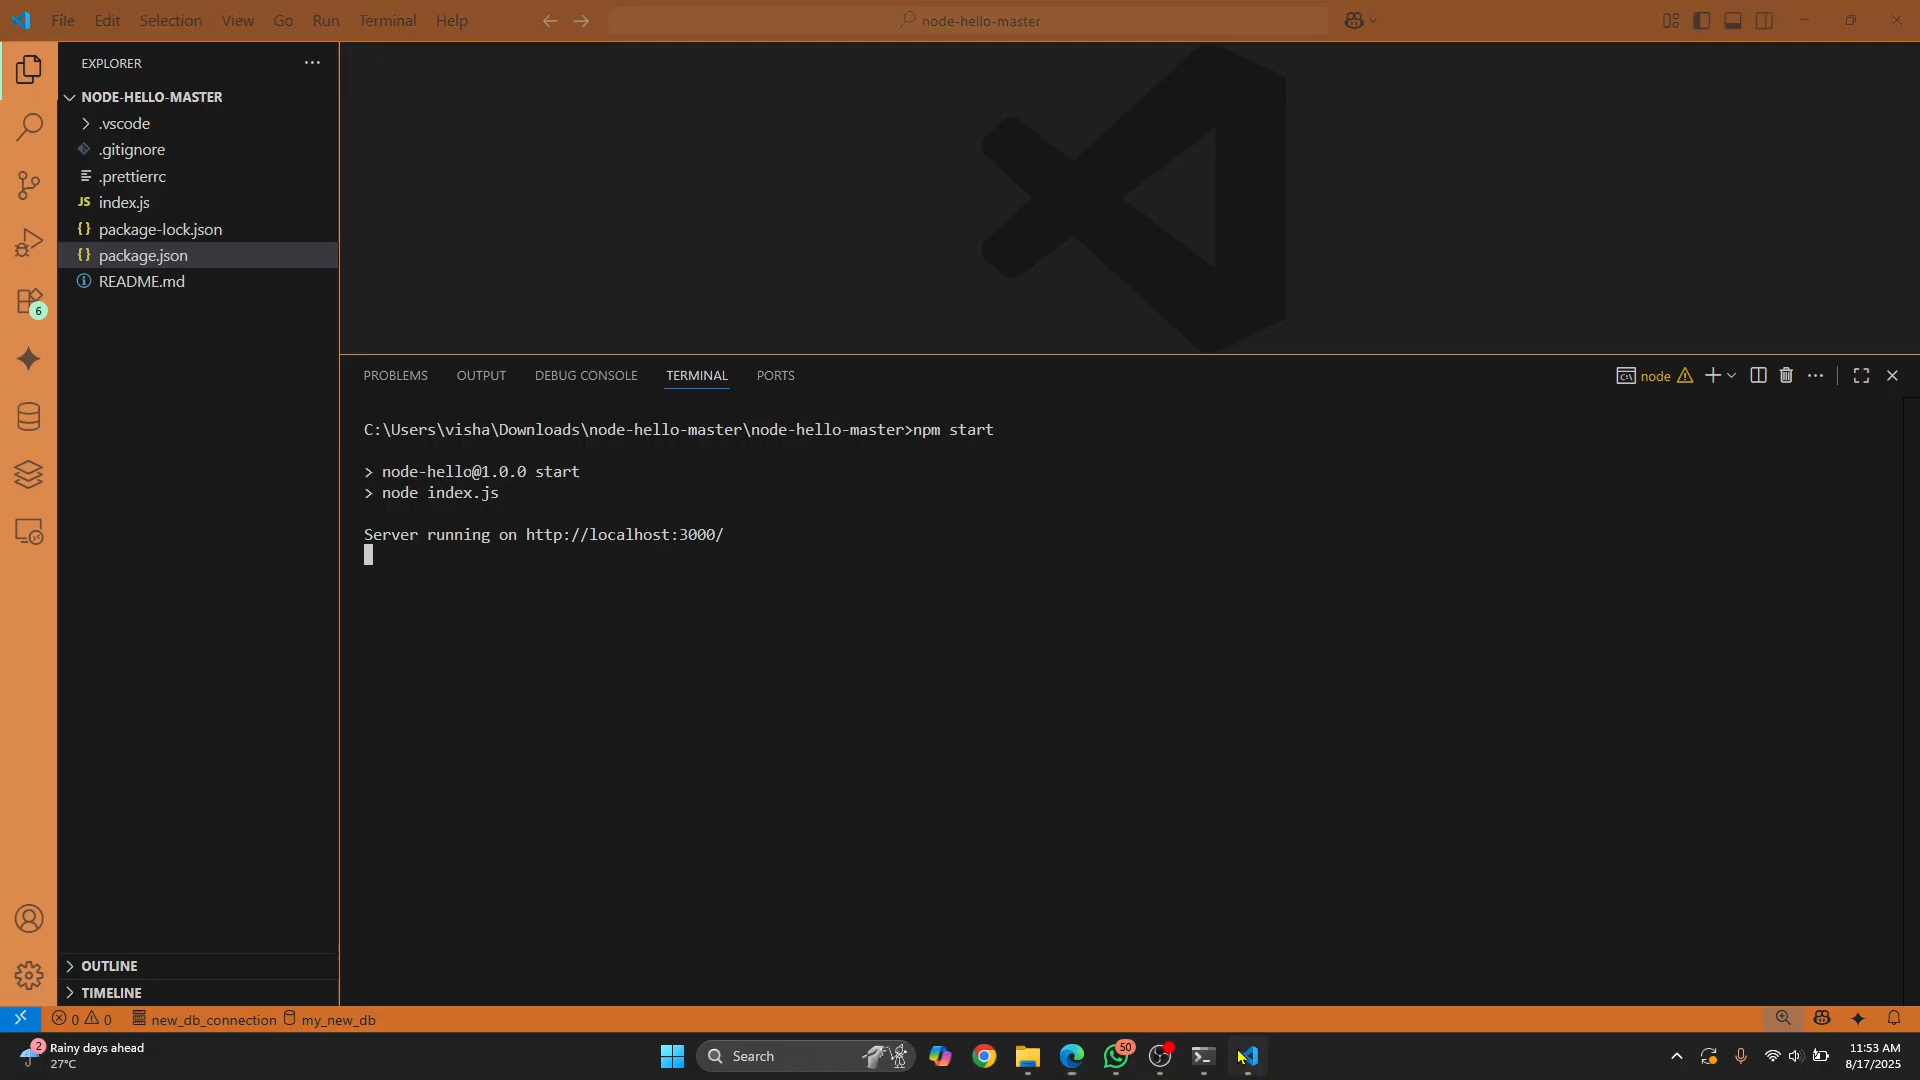 File Edit Selection View Go Run Terminal Help
node-hello-master
EXPLORER
NODE-HELLO-MASTER
.vscode
.gitignore
.prettierrc
JS index.js
{} package-lock.json
{} package.json
README.md
6
OUTLINE
TIMELINE
PROBLEMS OUTPUT DEBUG CONSOLE TERMINAL PORTS
node
C:\Users\visha\Downloads\node-hello-master\node-hello-master>npm start
> node-hello@1.0.0 start
> node index.js
Server running on http://localhost:3000/
0 0 new_db_connection my_new_db
2
Rainy days ahead
27°C
Search
50
11:53 AM
8/17/2025